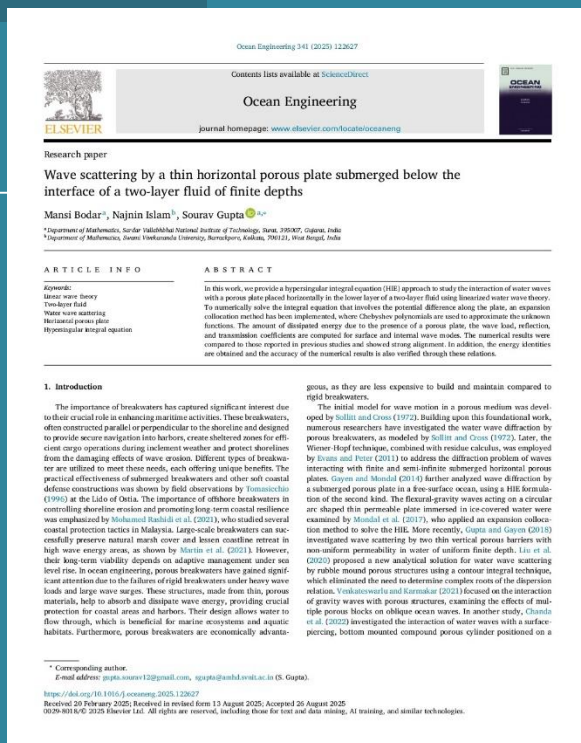 Ocean Engineering 341 (2025) 122627
Contents lists available at ScienceDirect
Ocean Engineering
journal homepage: www.elsevier.com/locate/oceaneng
ELSEVIER
OCEAN
ENGINEERING
Research paper
Wave scattering by a thin horizontal porous plate submerged below the
interface of a two-layer fluid of finite depths
Mansi Bodar a, Najnin Islam b, Sourav Gupta a,*
a Department of Mathematics, Sardar Vallabhbhai National Institute of Technology, Surat, 395007, Gujarat, India
b Department of Mathematics, Swami Vivekananda University, Barrackpore, Kolkata, 700121, West Bengal, India
ARTICLE INFO
Keywords:
Linear wave theory
Two-layer fluid
Water wave scattering
Horizontal porous plate
Hypersingular integral equation
ABSTRACT
In this work, we provide a hypersingular integral equation (HIE) approach to study the interaction of water waves
with a porous plate placed horizontally in the lower layer of a two-layer fluid using linearized water wave theory.
To numerically solve the integral equation that involves the potential difference along the plate, an expansion
collocation method has been implemented, where Chebyshev polynomials are used to approximate the unknown
functions. The amount of dissipated energy due to the presence of a porous plate, the wave load, reflection,
and transmission coefficients are computed for surface and internal wave modes. The numerical results were
compared to those reported in previous studies and showed strong alignment. In addition, the energy identities
are obtained and the accuracy of the numerical results is also verified through these relations.
1. Introduction
The importance of breakwaters has captured significant interest due
to their crucial role in enhancing maritime activities. These breakwaters,
often constructed parallel or perpendicular to the shoreline and designed
to provide secure navigation into harbors, create sheltered zones for effi-
cient cargo operations during inclement weather and protect shorelines
from the damaging effects of wave erosion. Different types of breakwa-
ter are utilized to meet these needs, each offering unique benefits. The
practical effectiveness of submerged breakwaters and other soft coastal
defense constructions was shown by field observations by Tomasicchio
(1996) at the Lido of Ostia. The importance of offshore breakwaters in
controlling shoreline erosion and promoting long-term coastal resilience
was emphasized by Mohamed Rashidi et al. (2021), who studied several
coastal protection tactics in Malaysia. Large-scale breakwaters can suc-
cessfully preserve natural marsh cover and lessen coastline retreat in
high wave energy areas, as shown by Martin et al. (2021). However,
their long-term viability depends on adaptive management under sea
level rise. In ocean engineering, porous breakwaters have gained signif-
icant attention due to the failures of rigid breakwaters under heavy wave
loads and large wave surges. These structures, made from thin, porous
materials, help to absorb and dissipate wave energy, providing crucial
protection for coastal areas and harbors. Their design allows water to
flow through, which is beneficial for marine ecosystems and aquatic
habitats. Furthermore, porous breakwaters are economically advanta-
geous, as they are less expensive to build and maintain compared to
rigid breakwaters.
The initial model for wave motion in a porous medium was devel-
oped by Sollitt and Cross (1972). Building upon this foundational work,
numerous researchers have investigated the water wave diffraction by
porous breakwaters, as modeled by Sollitt and Cross (1972). Later, the
Wiener-Hopf technique, combined with residue calculus, was employed
by Evans and Peter (2011) to address the diffraction problem of waves
interacting with finite and semi-infinite submerged horizontal porous
plates. Gayen and Mondal (2014) further analyzed wave diffraction by
a submerged porous plate in a free-surface ocean, using a HIE formula-
tion of the second kind. The flexural-gravity waves acting on a circular
arc shaped thin permeable plate immersed in ice-covered water were
examined by Mondal et al. (2017), who applied an expansion colloca-
tion method to solve the HIE. More recently, Gupta and Gayen (2018)
investigated wave scattering by two thin vertical porous barriers with
non-uniform permeability in water of uniform finite depth. Liu et al.
(2020) proposed a new analytical solution for water wave scattering
by rubble mound porous structures using a contour integral technique,
which eliminated the need to determine complex roots of the dispersion
relation. Venkateswarlu and Karmakar (2021) focused on the interaction
of gravity waves with porous structures, examining the effects of mul-
tiple porous blocks on oblique ocean waves. In another study, Chanda
et al. (2022) investigated the interaction of water waves with a surface-
piercing, bottom mounted compound porous cylinder positioned on a
* Corresponding author.
E-mail address: gupta.sourav12@gmail.com, sgupta@amhd.svnit.ac.in (S. Gupta).
https://doi.org/10.1016/j.oceaneng.2025.122627
Received 20 February 2025; Received in revised form 13 August 2025; Accepted 26 August 2025
0029-8018/© 2025 Elsevier Ltd. All rights are reserved, including those for text and data mining, AI training, and similar technologies.